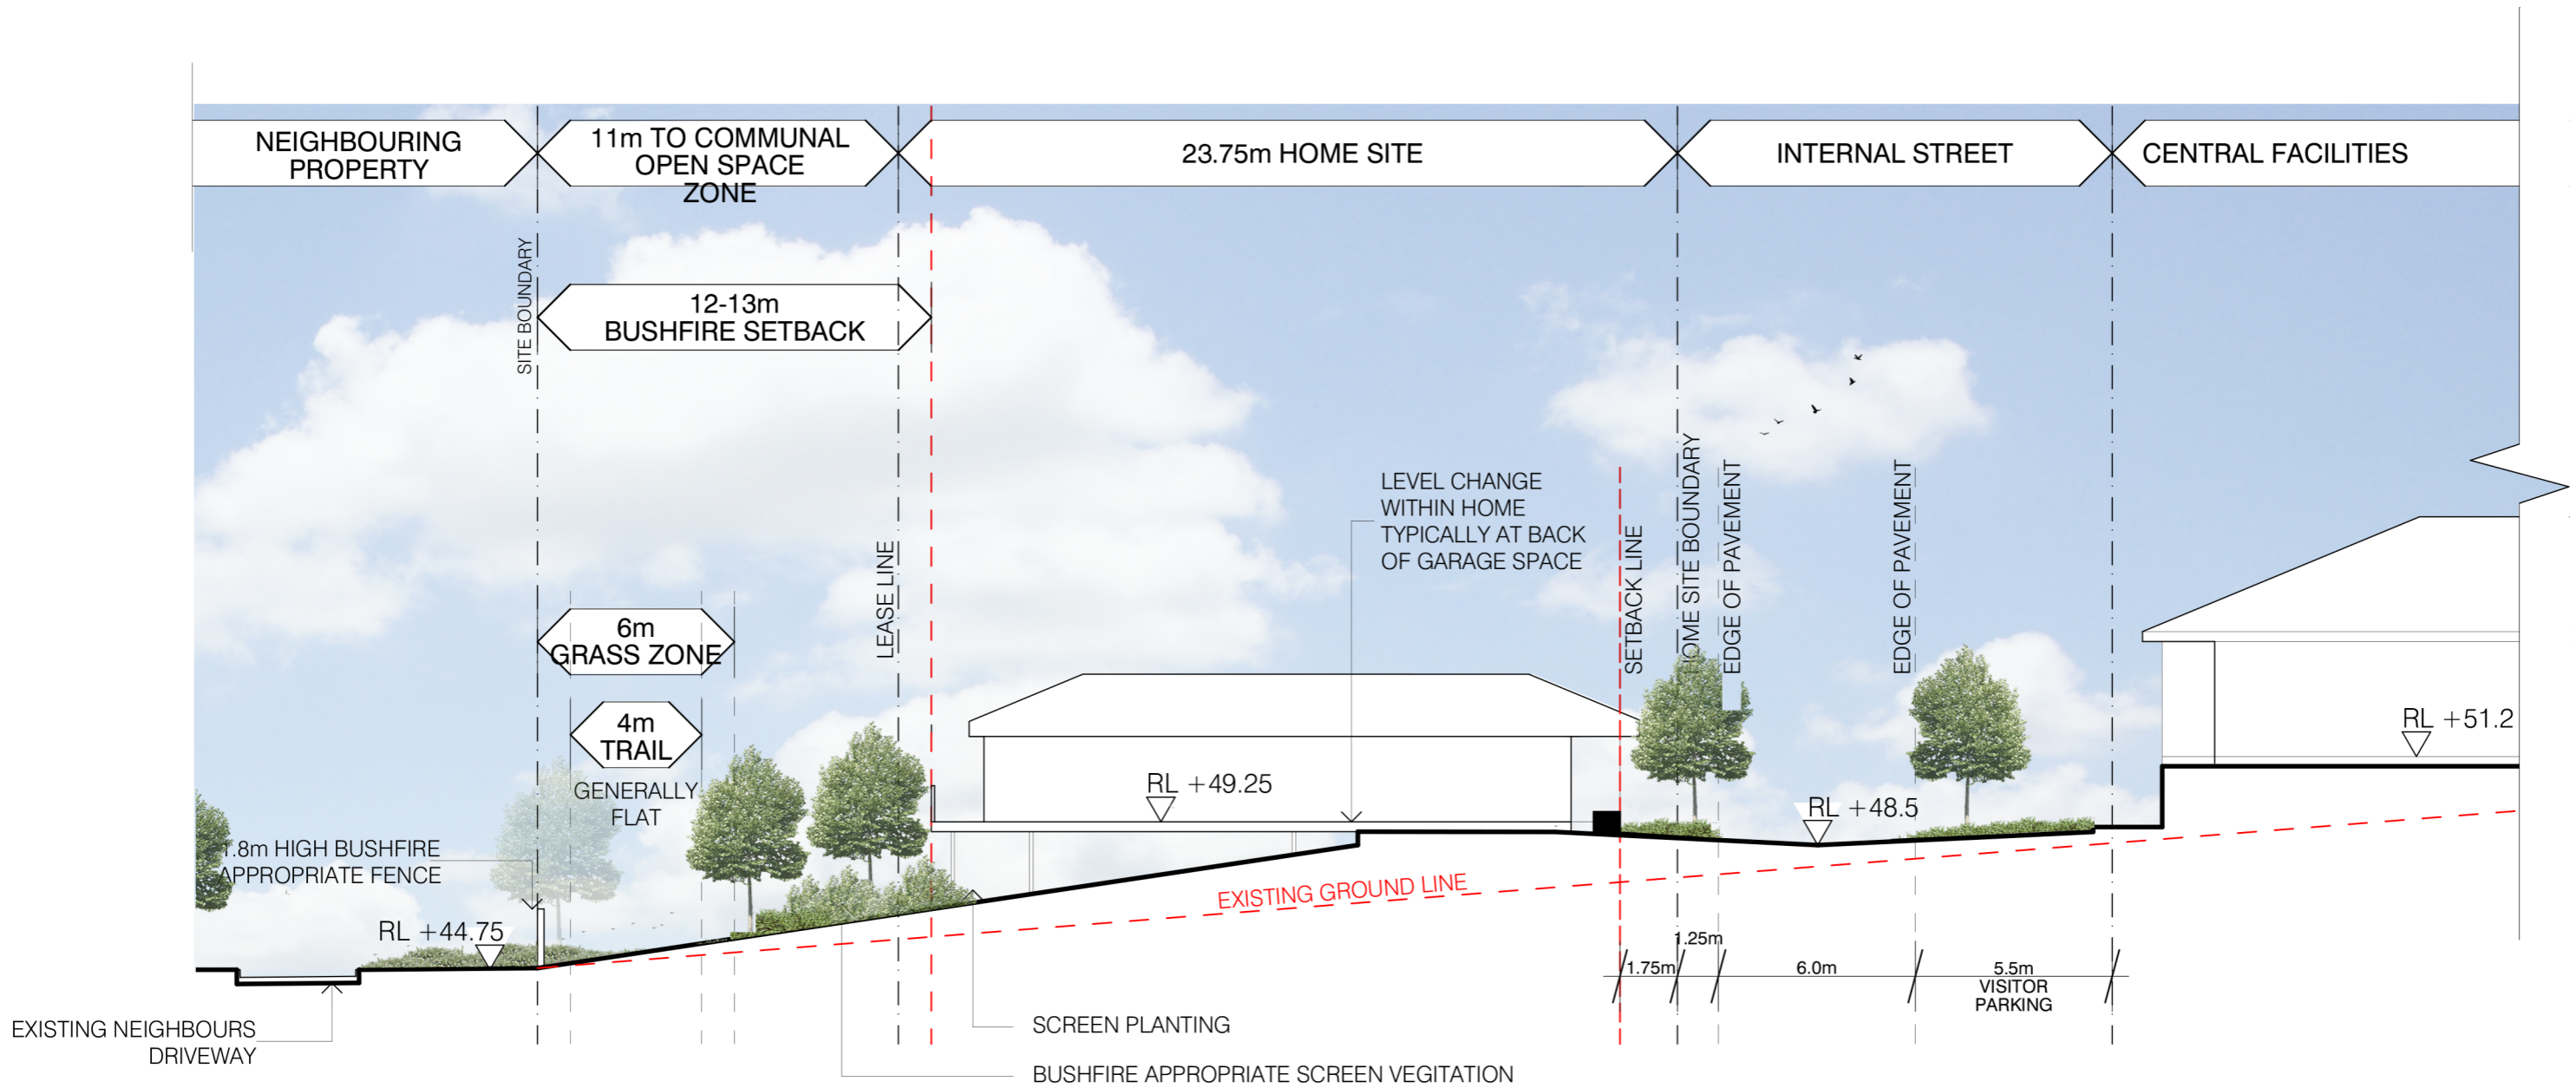 NEIGHBOURING
PROPERTY
11m TO COMMUNAL
OPEN SPACE
ZONE
23.75m HOME SITE
INTERNAL STREET
CENTRAL FACILITIES
SITE BOUNDARY
12-13m
BUSHFIRE SETBACK
LEASE LINE
6m
GRASS ZONE
4m
TRAIL
GENERALLY
FLAT
LEVEL CHANGE
WITHIN HOME
TYPICALLY AT BACK
OF GARAGE SPACE
SETBACK LINE
HOME SITE BOUNDARY
EDGE OF PAVEMENT
EDGE OF PAVEMENT
RL +51.2
RL +49.25
RL +48.5
1.8m HIGH BUSHFIRE
APPROPRIATE FENCE
RL +44.75
EXISTING GROUND LINE
1.25m
1.75m
6.0m
5.5m
VISITOR
PARKING
EXISTING NEIGHBOURS
DRIVEWAY
SCREEN PLANTING
BUSHFIRE APPROPRIATE SCREEN VEGITATION